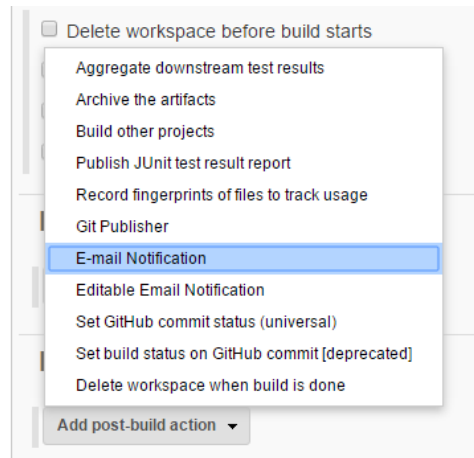 Delete workspace before build starts
Aggregate downstream test results
Archive the artifacts
Build other projects
Publish JUnit test result report
Record fingerprints of files to track usage
Git Publisher
E-mail Notification
Editable Email Notification
Set GitHub commit status (universal)
Set build status on GitHub commit [deprecated]
Delete workspace when build is done
Add post-build action